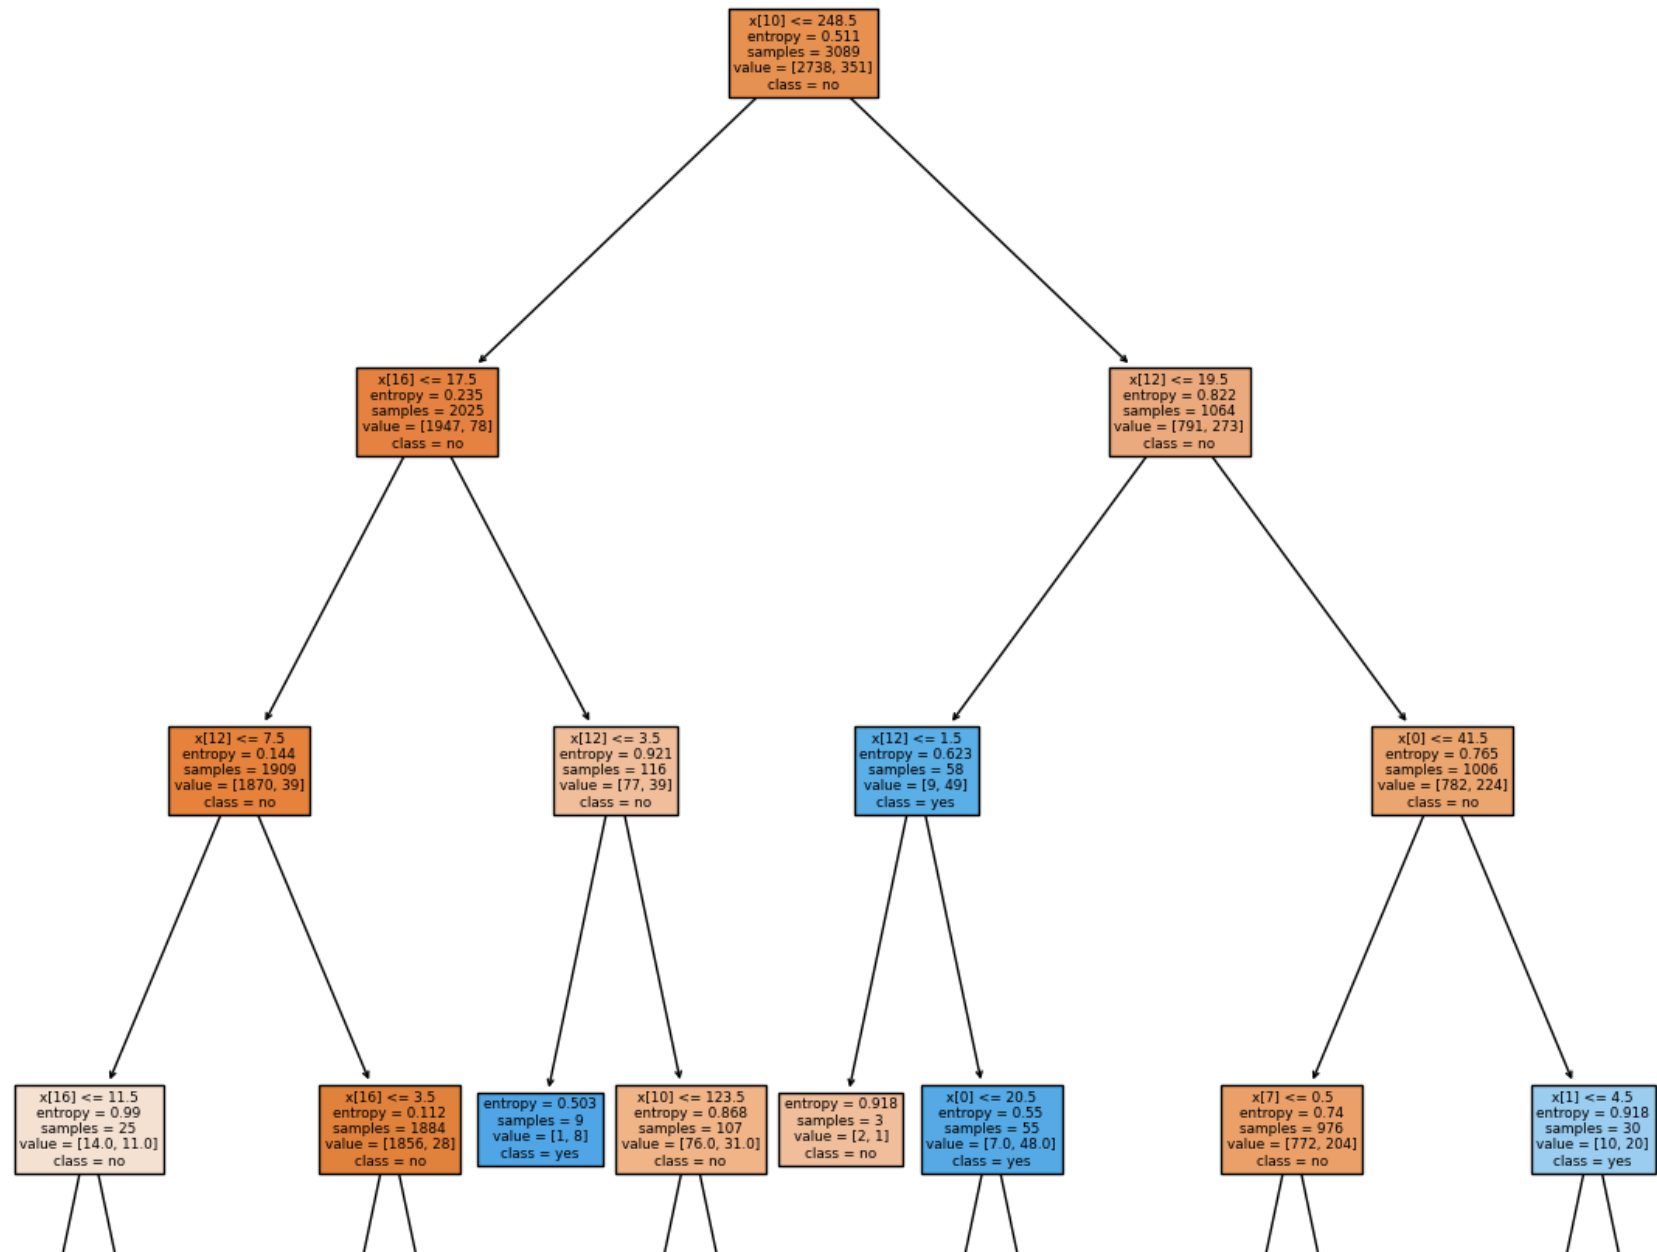 x[10] <= 248.5
entropy = 0.511
samples = 3089
value = [2738, 351]
class = no
x[16] <= 17.5
entropy = 0.235
samples = 2025
value = [1947, 78]
class = no
x[12] <= 19.5
entropy = 0.822
samples = 1064
value = [791, 273]
class = no
x[12] <= 7.5
entropy = 0.144
samples = 1909
value = [1870, 39]
class = no
x[12] <= 3.5
entropy = 0.921
samples = 116
value = [77, 39]
class = no
x[12] <= 1.5
entropy = 0.623
samples = 58
value = [9, 49]
class = yes
x[0] <= 41.5
entropy = 0.765
samples = 1006
value = [782, 224]
class = no
x[16] <= 11.5
entropy = 0.99
samples = 25
value = [14.0, 11.0]
class = no
x[16] <= 3.5
entropy = 0.112
samples = 1884
value = [1856, 28]
class = no
entropy = 0.503
samples = 9
value = [1, 8]
class = yes
x[10] <= 123.5
entropy = 0.868
samples = 107
value = [76.0, 31.0]
class = no
entropy = 0.918
samples = 3
value = [2, 1]
class = no
x[0] <= 20.5
entropy = 0.55
samples = 55
value = [7.0, 48.0]
class = yes
x[7] <= 0.5
entropy = 0.74
samples = 976
value = [772, 204]
class = no
x[1] <= 4.5
entropy = 0.918
samples = 30
value = [10, 20]
class = yes